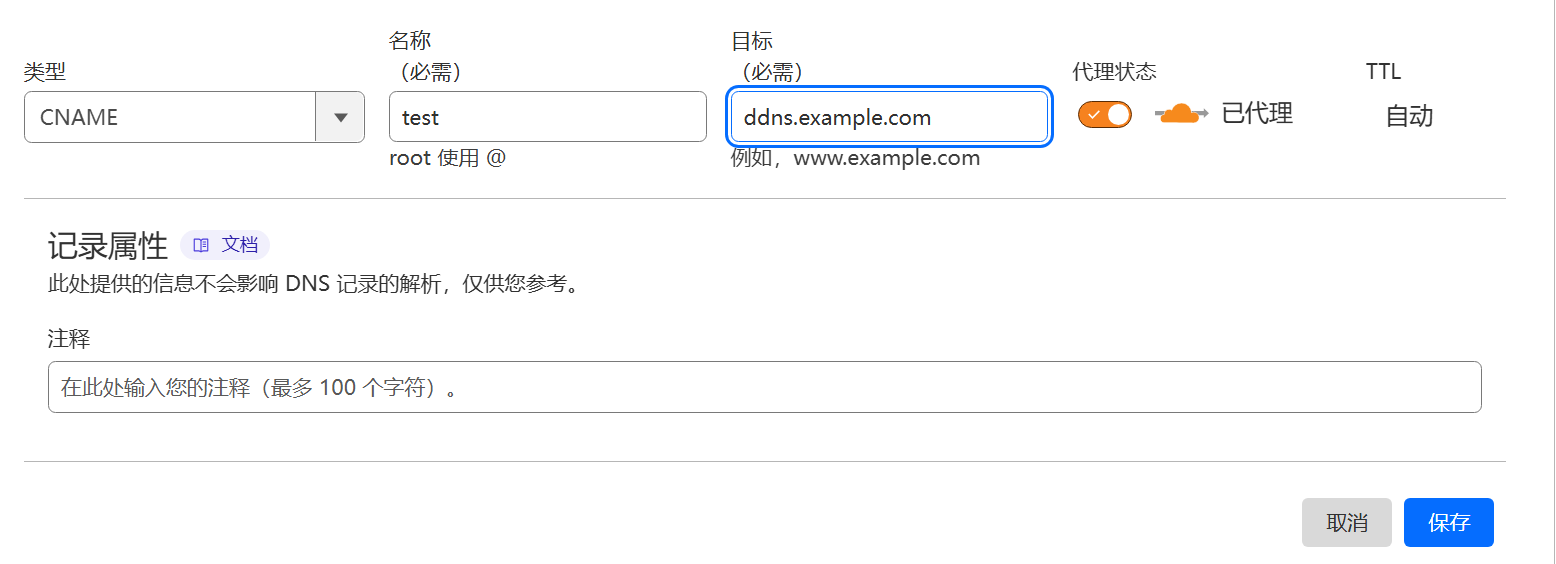 类型
名称
（必需）
目标
（必需）
代理状态
TTL
CNAME
test
ddns.example.com
已代理
自动
root 使用 @
例如，www.example.com
记录属性 文档
此处提供的信息不会影响 DNS 记录的解析，仅供您参考。
注释
在此处输入您的注释（最多 100 个字符）。
取消
保存